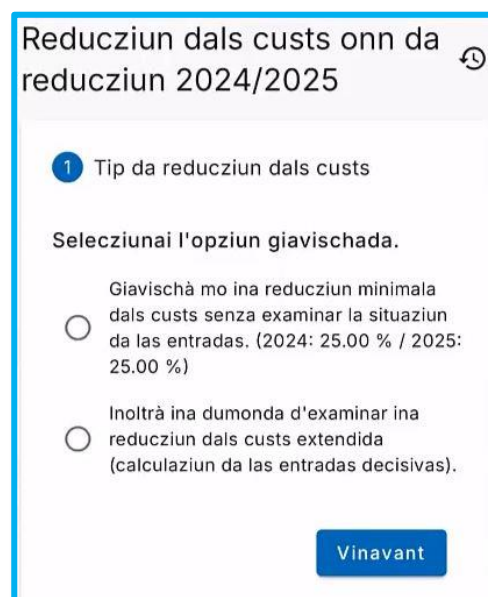 Reducziun dals custs onn da
reducziun 2024/2025
1 Tip da reducziun dals custs
Selecziunai l'opziun giavischada.
Giavischà mo ina reducziun minimala
dals custs senza examinar la situaziun
da las entradas. (2024: 25.00 % / 2025:
25.00 %)
Inoltrà ina dumonda d'examinar ina
reducziun dals custs extendida
(calculaziun da las entradas decisivas).
Vinavant